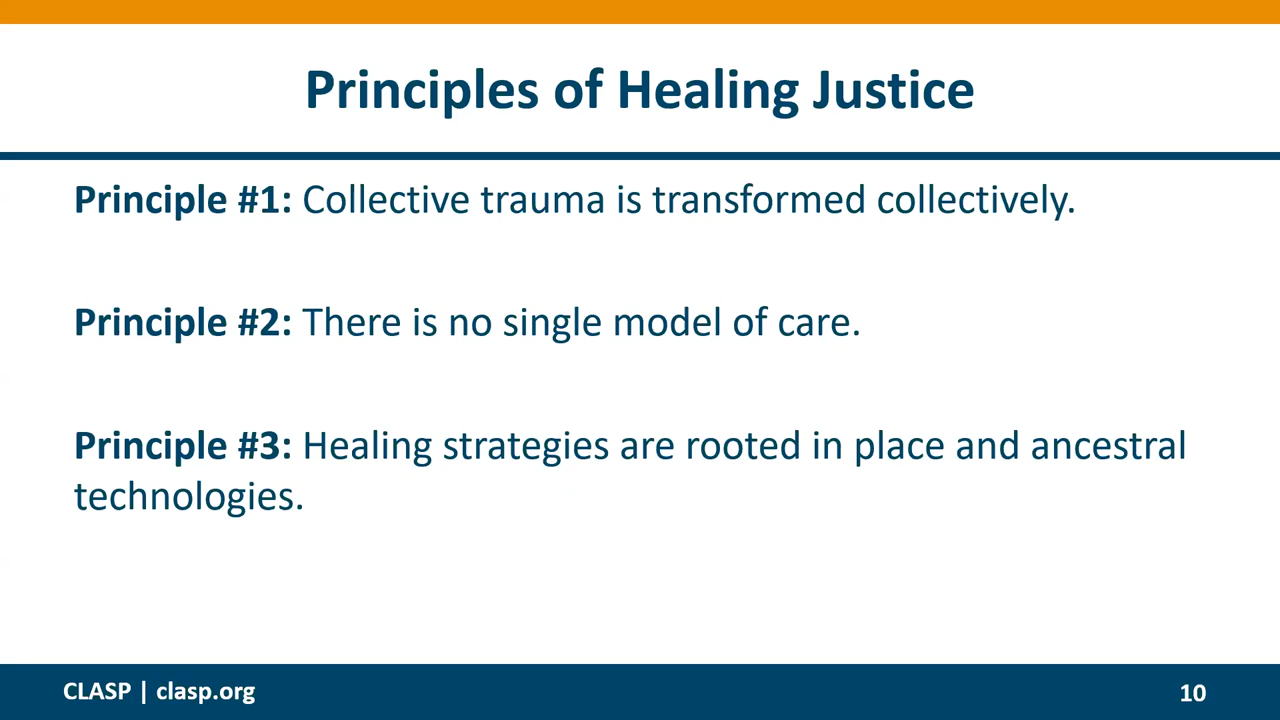 Principles of Healing Justice
Principle #1: Collective trauma is transformed collectively.
Principle #2: There is no single model of care.
Principle #3: Healing strategies are rooted in place and ancestral
technologies.
CLASP | clasp.org
10